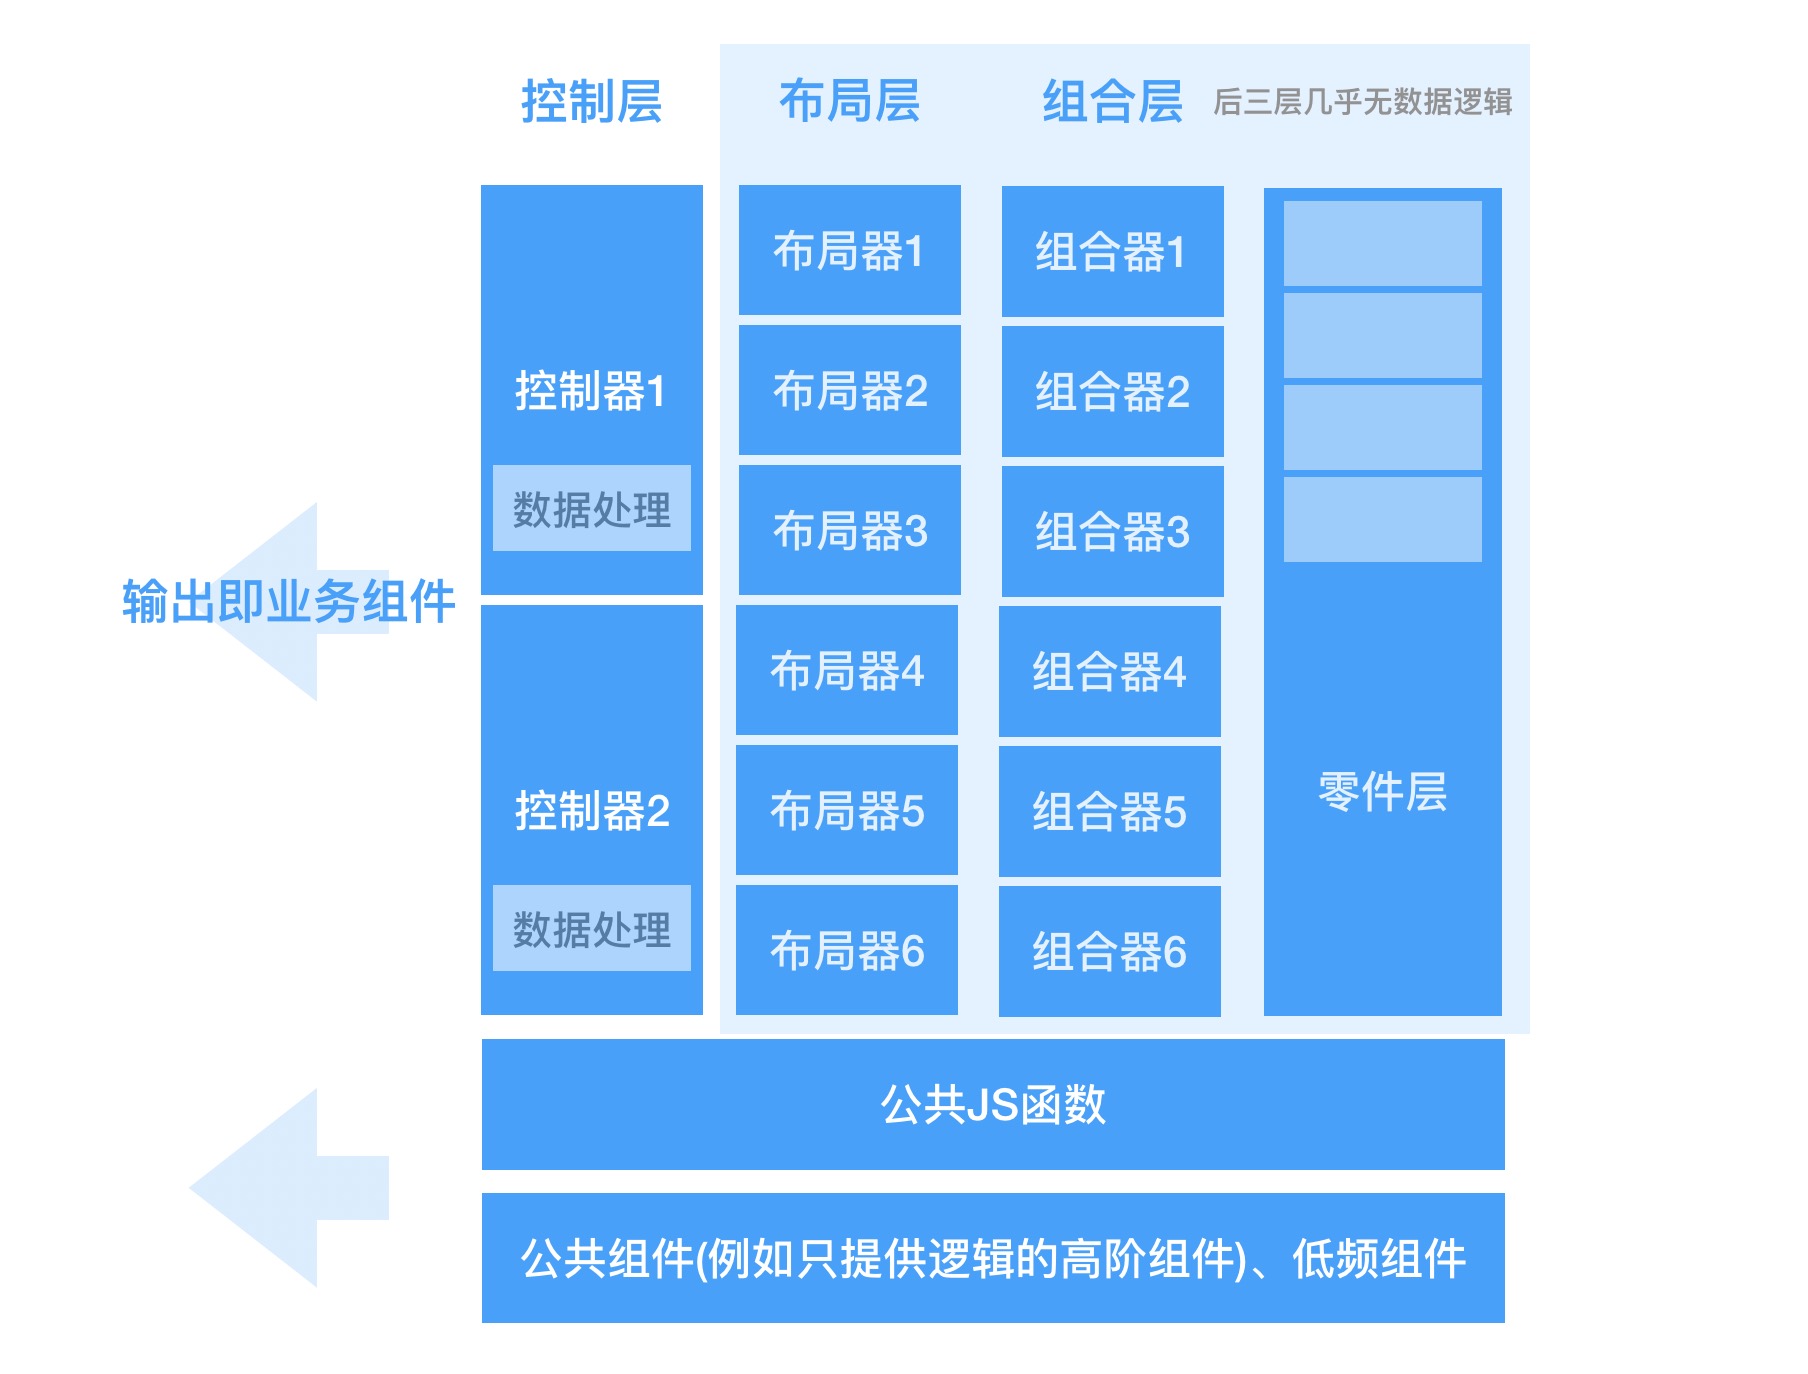 控制层
布局层
组合层
后三层几乎无数据逻辑
控制器1
数据处理
控制器2
数据处理
布局器1
布局器2
布局器3
布局器4
布局器5
布局器6
组合器1
组合器2
组合器3
组合器4
组合器5
组合器6
零件层
输出即业务组件
公共JS函数
公共组件(例如只提供逻辑的高阶组件)、低频组件